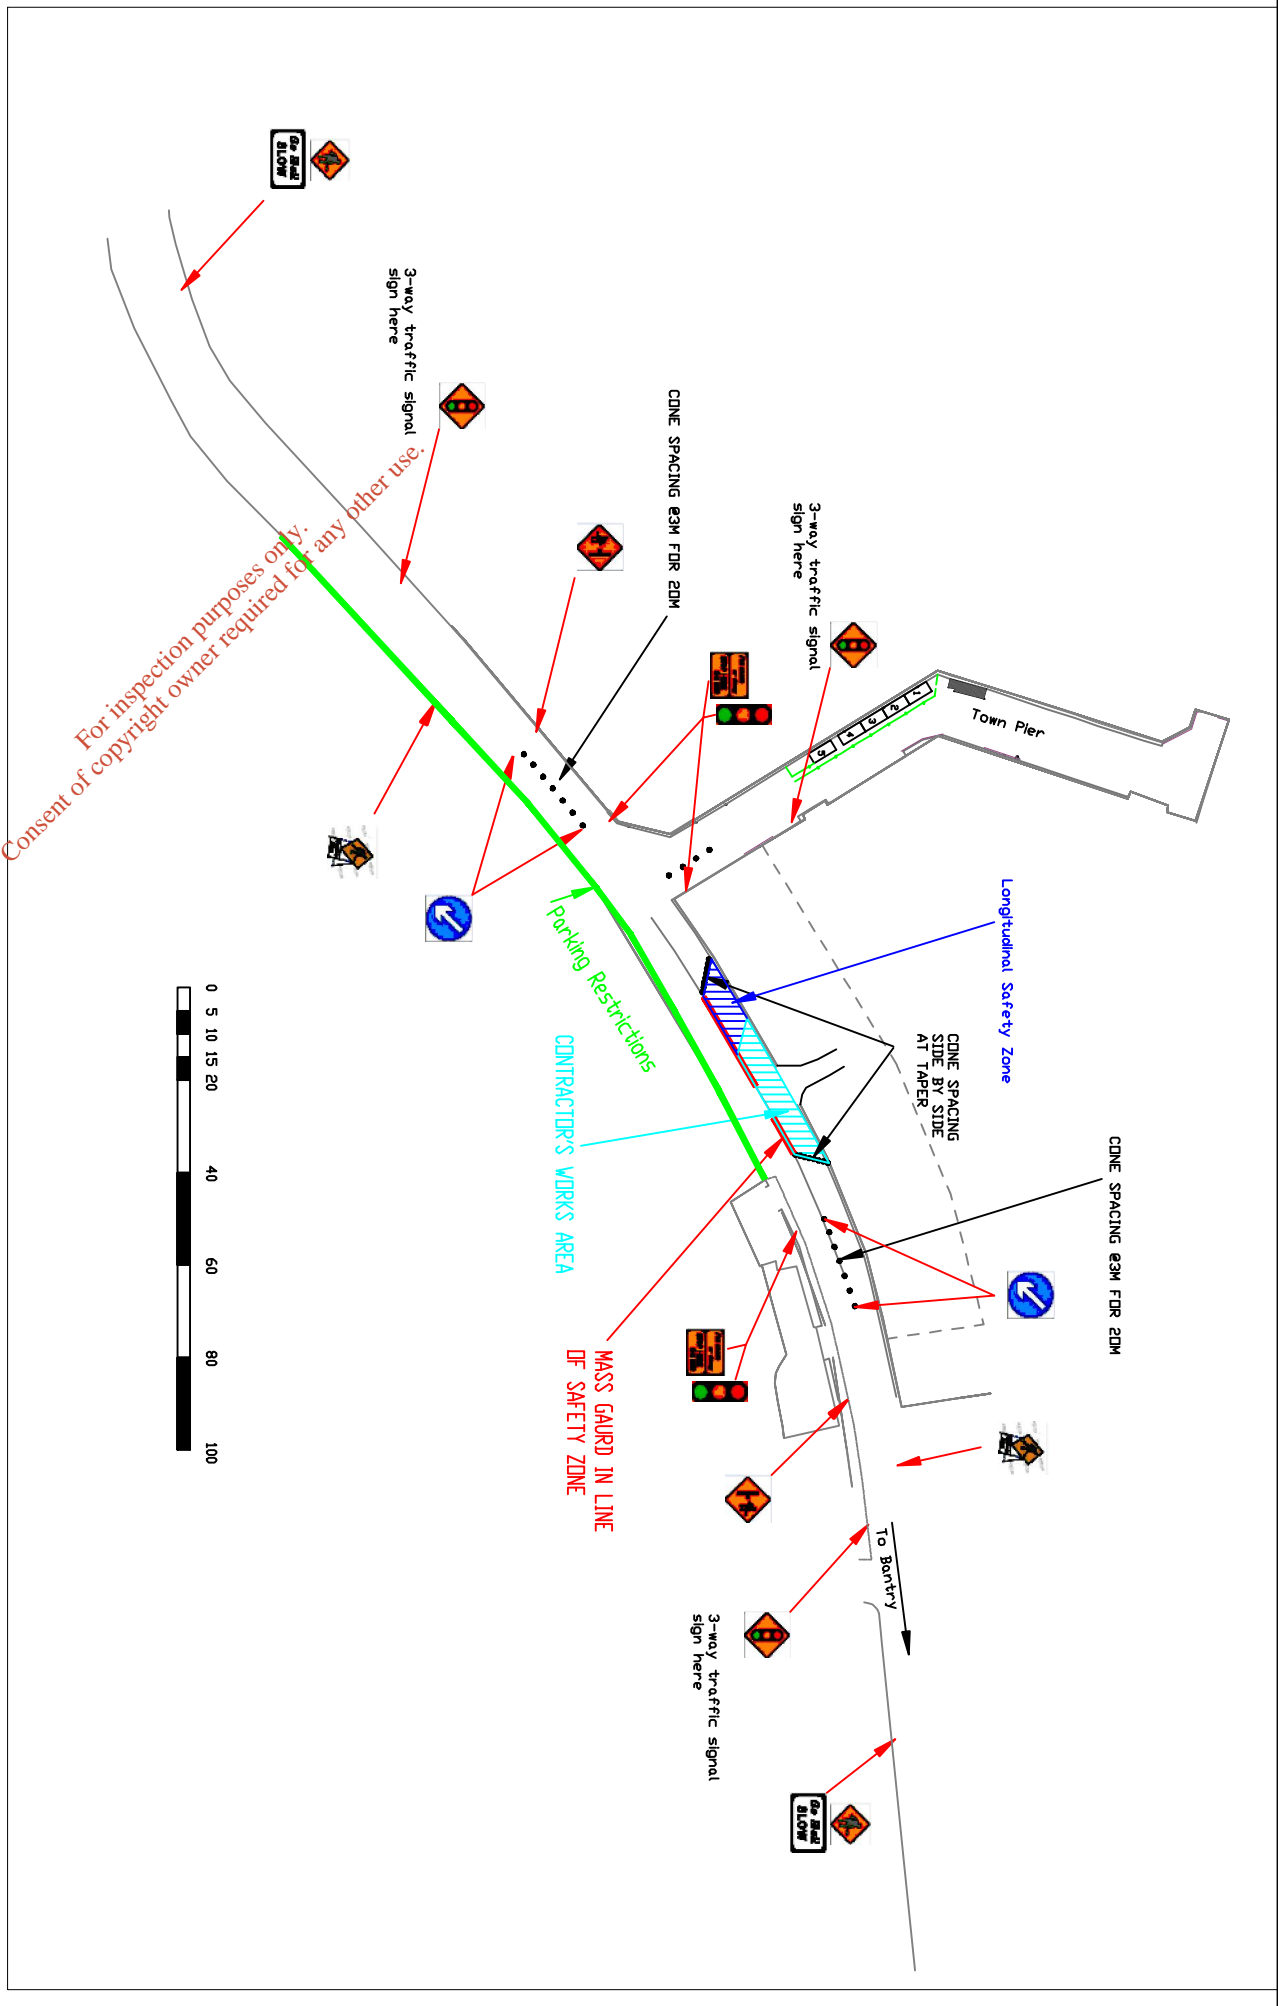 Go Mall
SLOW
3-way traffic signal
sign here
CONE SPACING @3M FOR 20M
3-way traffic signal
sign here
1
2
3
4
5
Town Pier
Longitudinal Safety Zone
CONE SPACING
SIDE BY SIDE
AT TAPER
CONE SPACING @3M FOR 20M
Parking Restrictions
CONTRACTOR'S WORKS AREA
MASS GAURD IN LINE
OF SAFETY ZONE
To Bantry
3-way traffic signal
sign here
Go Mall
SLOW
0 5 10 15 20 40 60 80 100
For inspection purposes only.
Consent of copyright owner required for any other use.